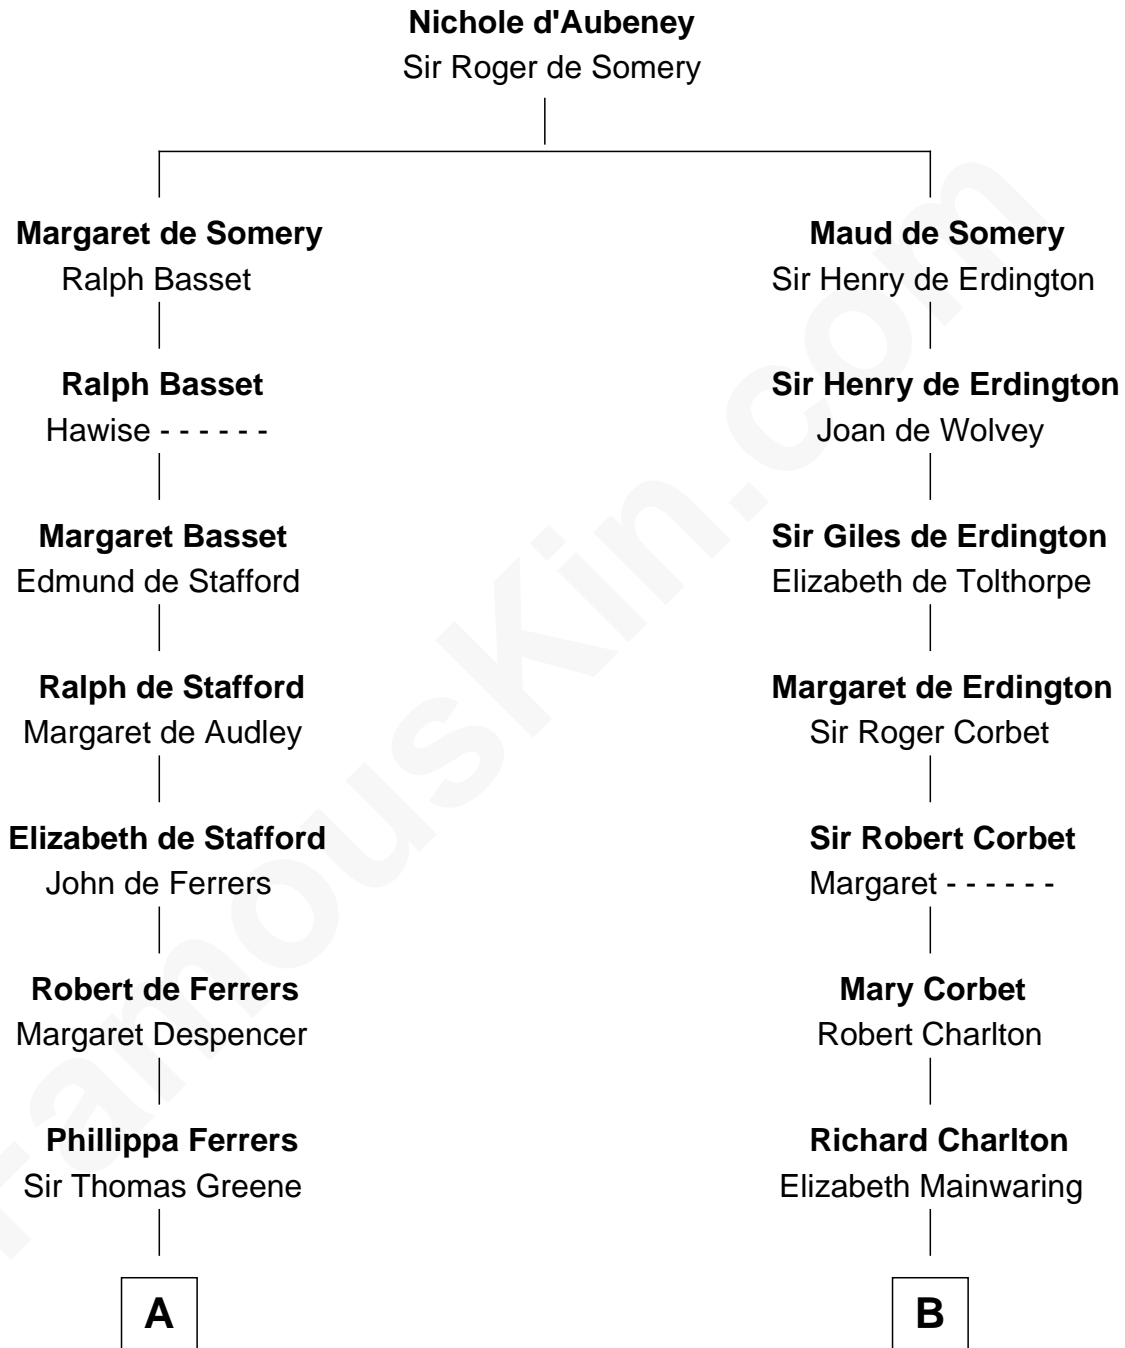 Nichole d'Aubeney
Sir Roger de Somery
Margaret de Somery
Ralph Basset
Maud de Somery
Sir Henry de Erdington
Ralph Basset
Hawise - - - - - -
Sir Henry de Erdington
Joan de Wolvey
Margaret Basset
Edmund de Stafford
Sir Giles de Erdington
Elizabeth de Tolthorpe
Ralph de Stafford
Margaret de Audley
Margaret de Erdington
Sir Roger Corbet
Elizabeth de Stafford
John de Ferrers
Sir Robert Corbet
Margaret - - - - - -
Robert de Ferrers
Margaret Despencer
Mary Corbet
Robert Charlton
Phillippa Ferrers
Sir Thomas Greene
Richard Charlton
Elizabeth Mainwaring
A
B
FamousKin.com